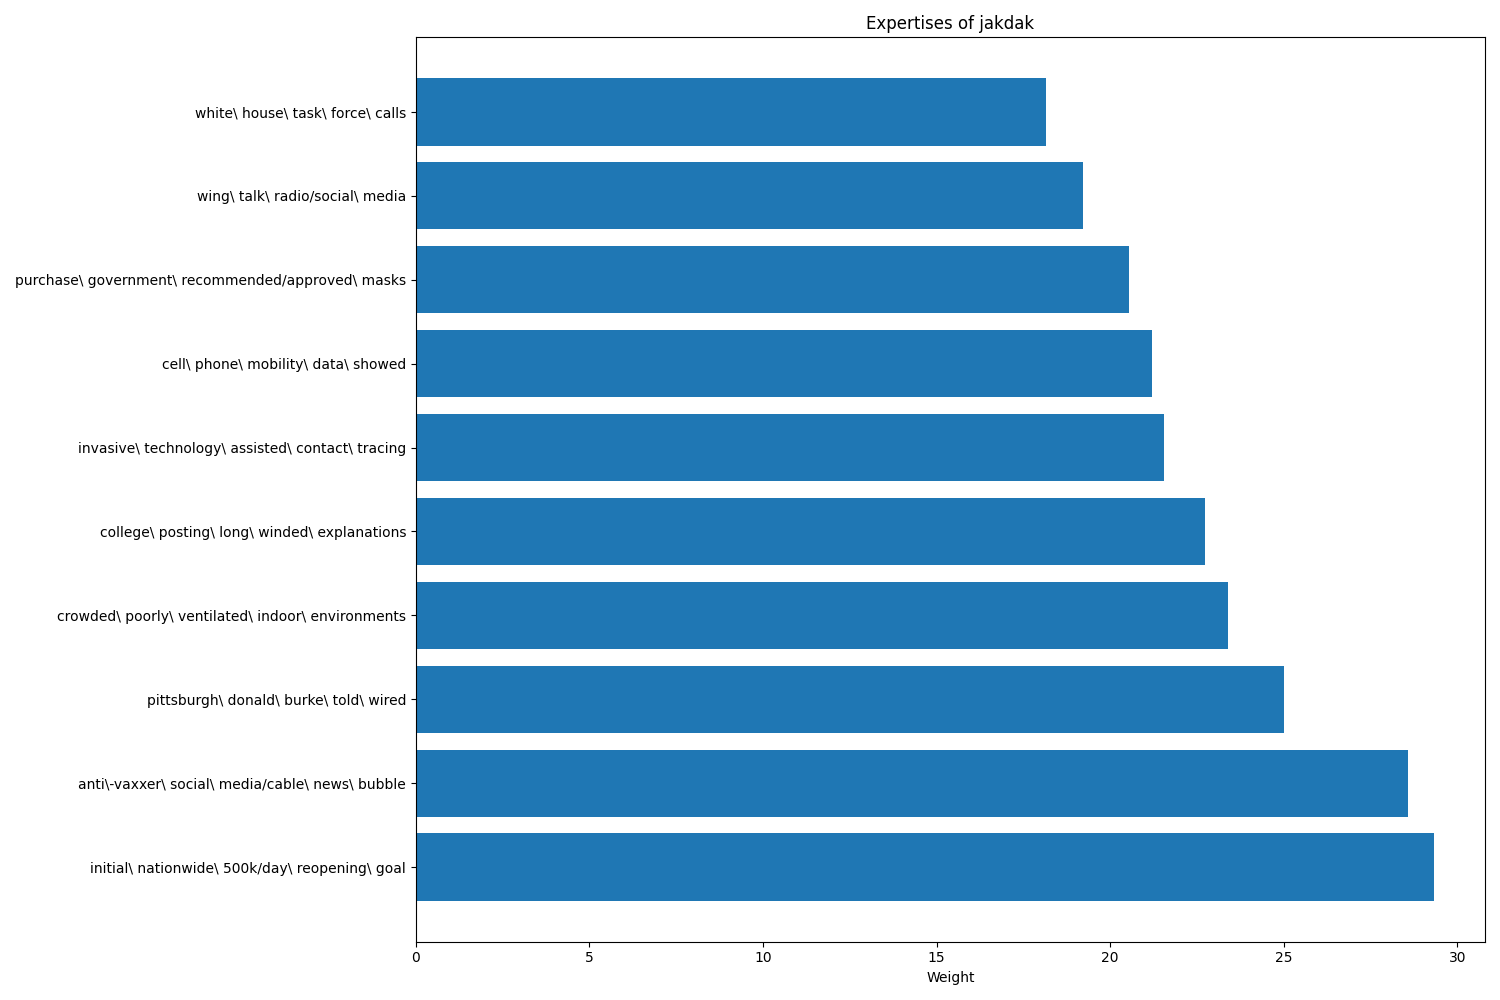 Expertises of jakdak
white\ house\ task\ force\ calls
wing\ talk\ radio/social\ media
purchase\ government\ recommended/approved\ masks
cell\ phone\ mobility\ data\ showed
invasive\ technology\ assisted\ contact\ tracing
college\ posting\ long\ winded\ explanations
crowded\ poorly\ ventilated\ indoor\ environments
pittsburgh\ donald\ burke\ told\ wired
anti\-vaxxer\ social\ media/cable\ news\ bubble
initial\ nationwide\ 500k/day\ reopening\ goal
0 5 10 15 20 25 30
Weight